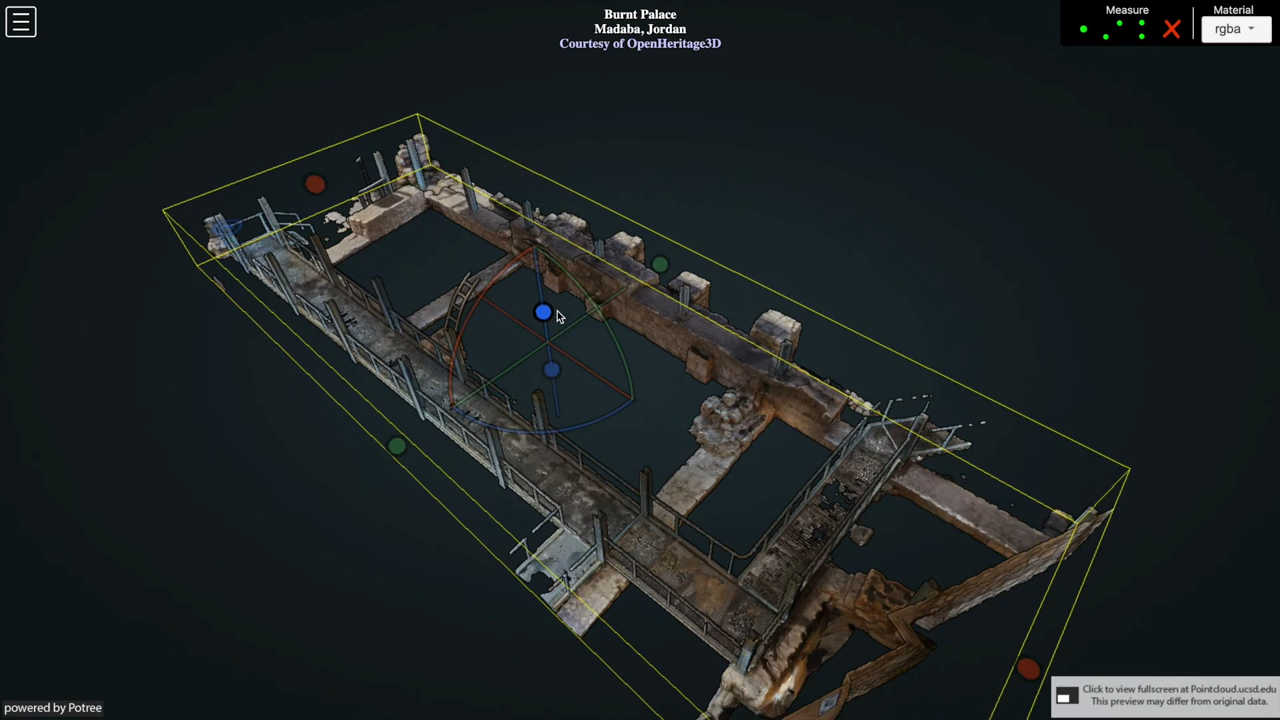 Burnt Palace
Madaba, Jordan
Courtesy of OpenHeritage3D
Measure
Material
rgba
Click to view fullscreen at Pointcloud.ucsd.edu
This preview may differ from original data.
powered by Potree